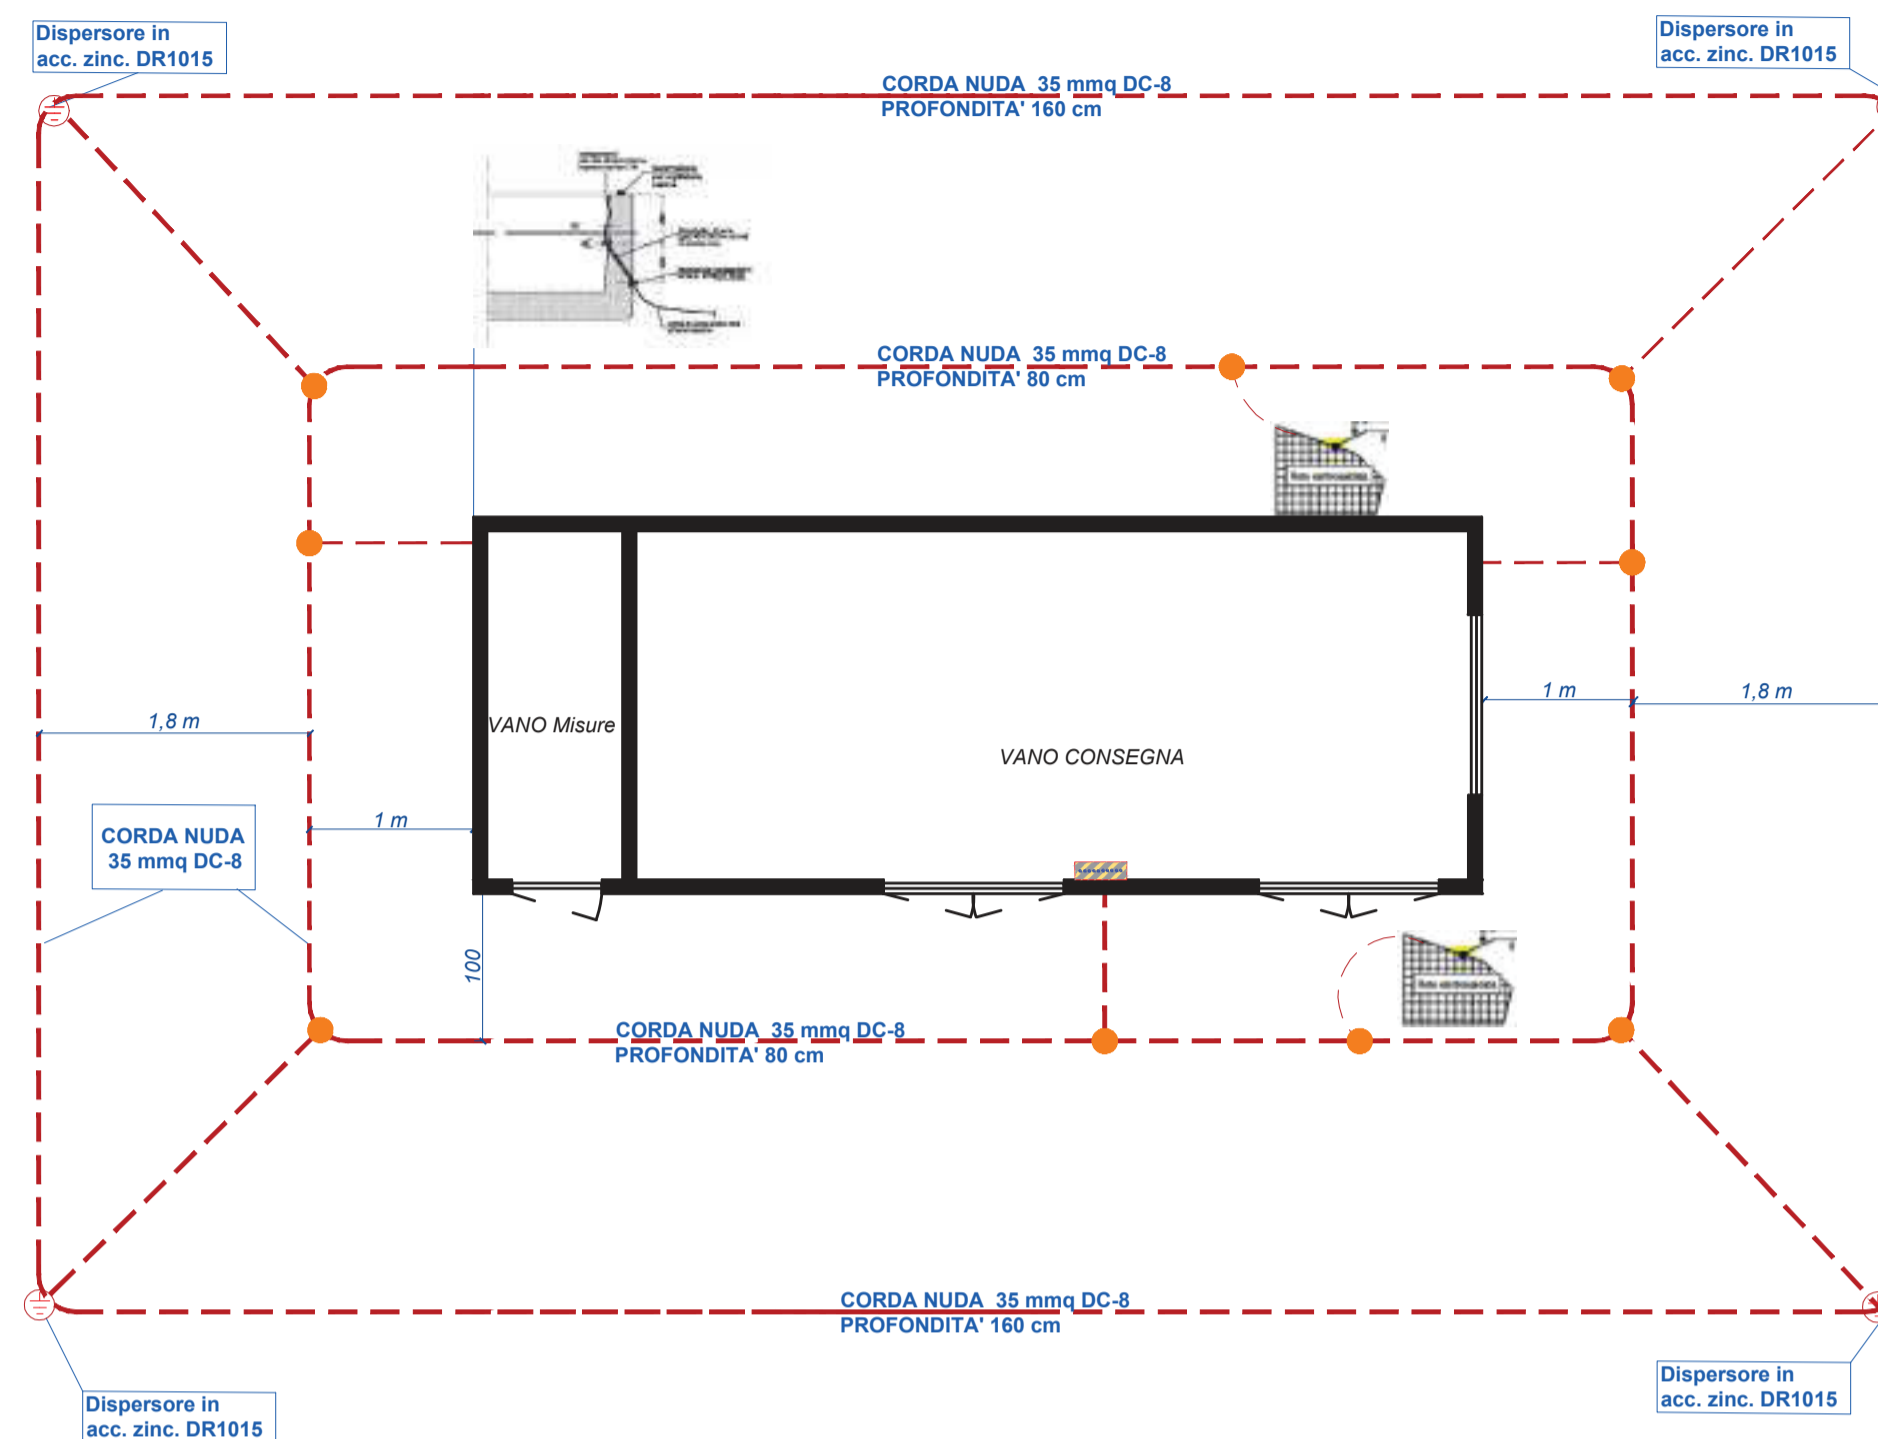 Dispersore in
acc. zinc. DR1015
Dispersore in
acc. zinc. DR1015
CORDA NUDA  35 mmq DC-8
PROFONDITA' 160 cm
CORDA NUDA  35 mmq DC-8
PROFONDITA' 80 cm
1 m
1,8 m
1,8 m
VANO Misure
VANO CONSEGNA
1 m
CORDA NUDA
35 mmq DC-8
100
CORDA NUDA  35 mmq DC-8
PROFONDITA' 80 cm
CORDA NUDA  35 mmq DC-8
PROFONDITA' 160 cm
Dispersore in
acc. zinc. DR1015
Dispersore in
acc. zinc. DR1015